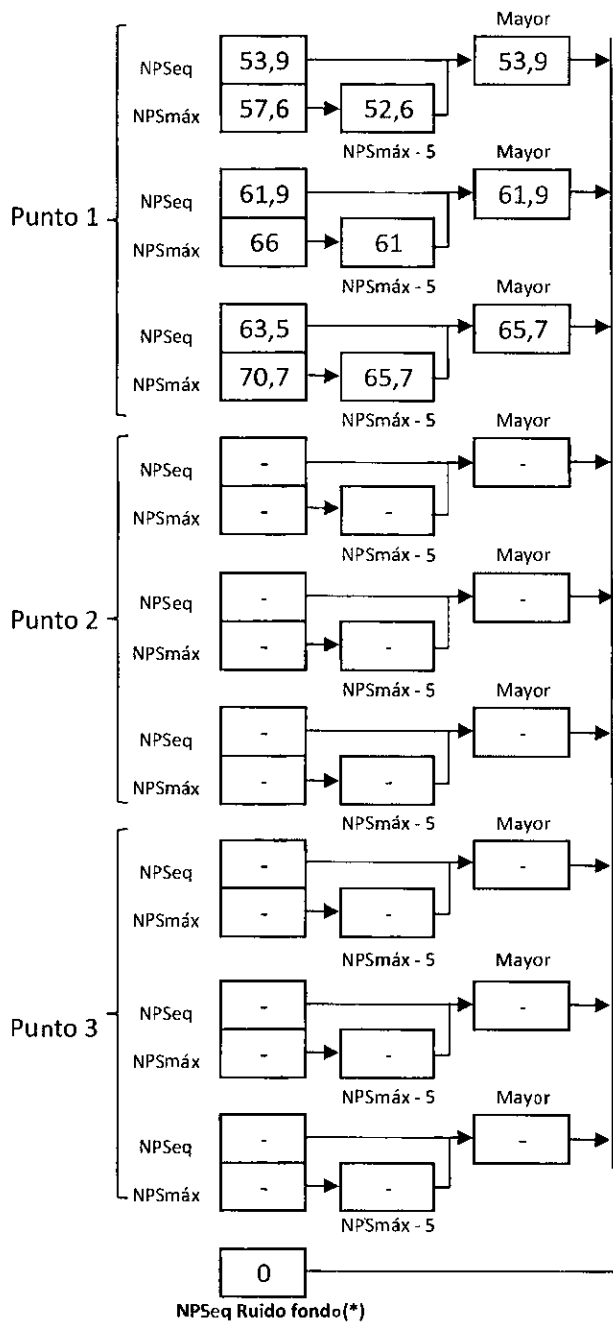 Mayor
NPSeq 53,9 53,9
NPSmáx 57,6 52,6
NPSmáx - 5
Mayor
Punto 1
NPSeq 61,9 61,9
NPSmáx 66 61
NPSmáx - 5
Mayor
NPSeq 63,5 65,7
NPSmáx 70,7 65,7
NPSmáx - 5
Mayor
NPSeq - -
NPSmáx - -
NPSmáx - 5
Mayor
Punto 2
NPSeq - -
NPSmáx - -
NPSmáx - 5
Mayor
NPSeq - -
NPSmáx - -
NPSmáx - 5
Mayor
NPSeq - -
NPSmáx - -
NPSmáx - 5
Mayor
Punto 3
NPSeq - -
NPSmáx - -
NPSmáx - 5
Mayor
NPSeq - -
NPSmáx - -
NPSmáx - 5
0
NPSeq Ruido fondo(*)